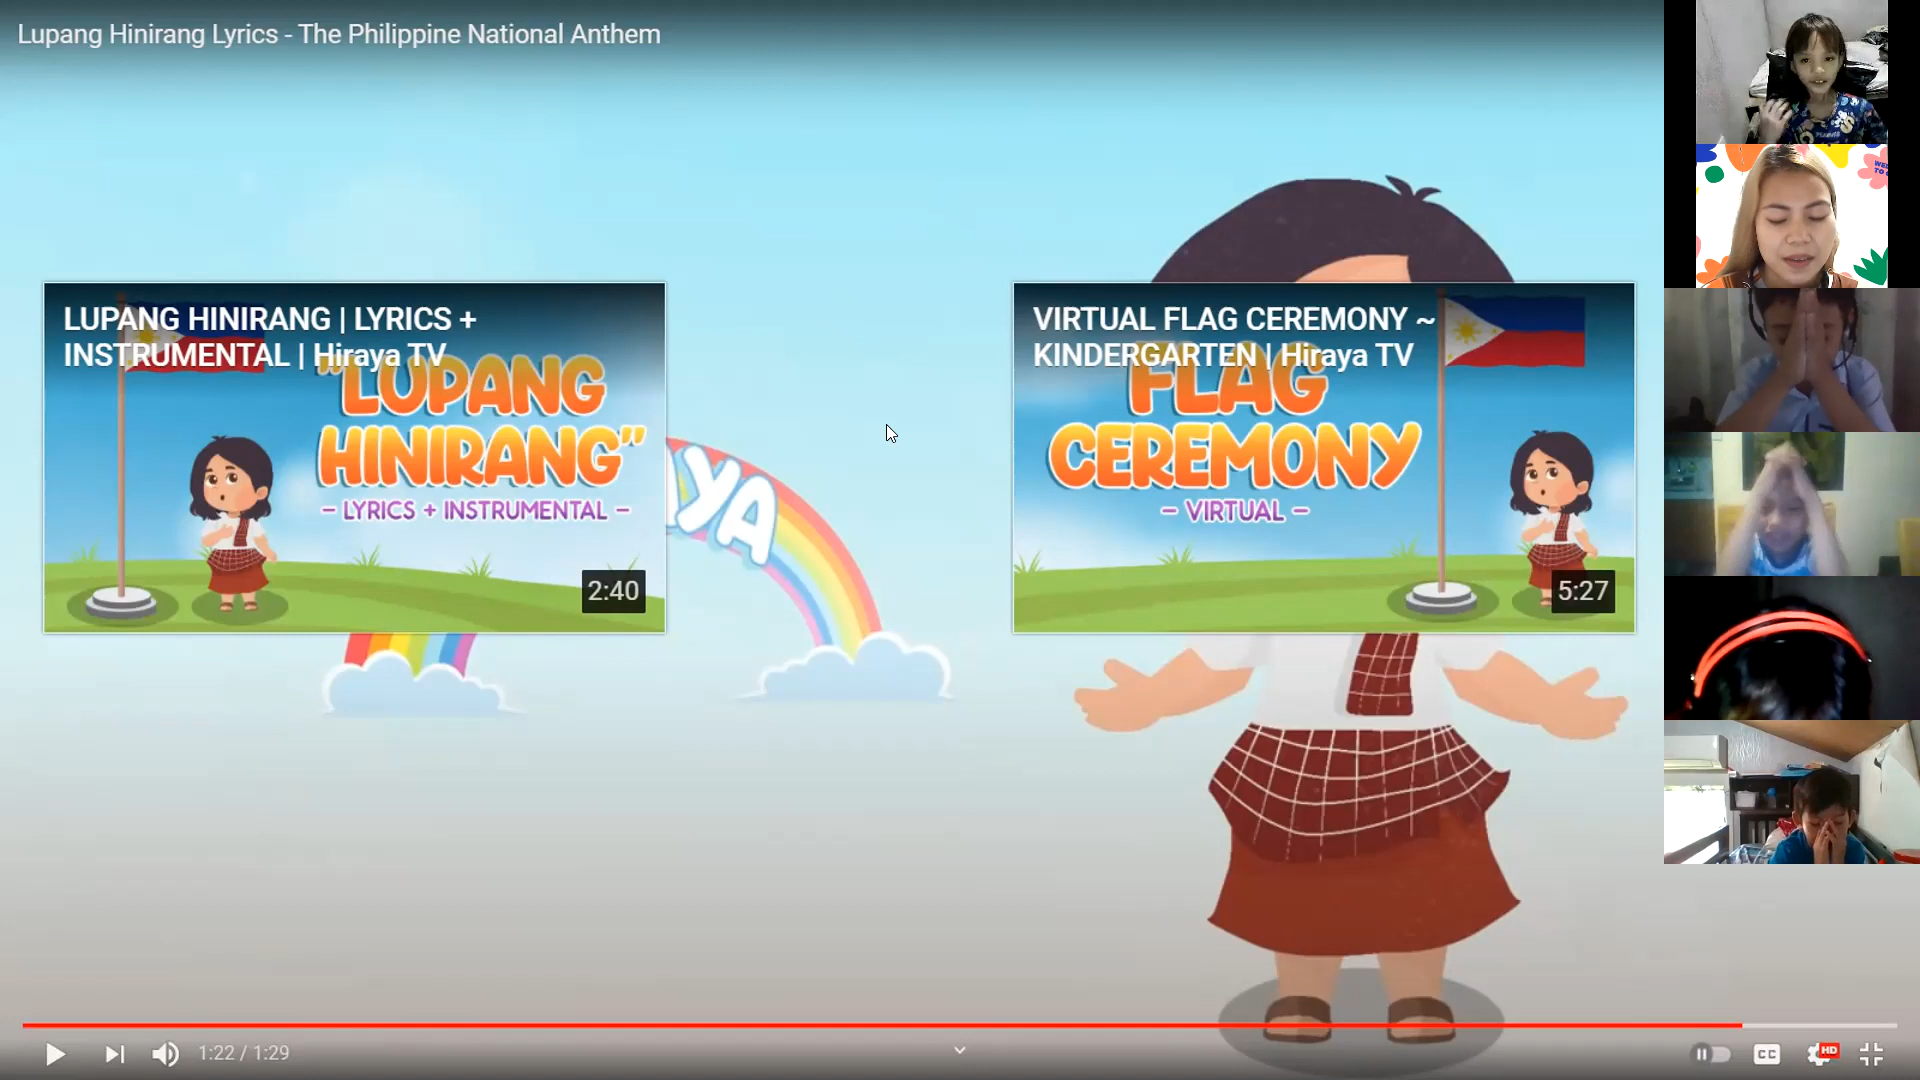 Lupang Hinirang Lyrics - The Philippine National Anthem
LUPANG HINIRANG | LYRICS +
INSTRUMENTAL | Hiraya TV
"LUPANG
HINIRANG"
- LYRICS + INSTRUMENTAL -
2:40
VIRTUAL FLAG CEREMONY ~
KINDERGARTEN | Hiraya TV
FLAG
CEREMONY
- VIRTUAL -
5:27
1:22 / 1:29
CC
HD